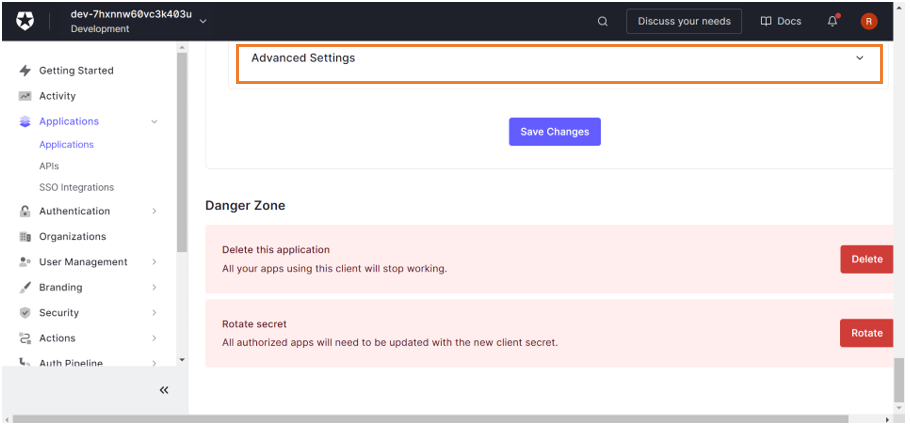 dev-7hxnnw60vc3k403u
Development
Discuss your needs
Docs
R
Getting Started
Activity
Applications
Applications
APIs
SSO Integrations
Authentication
Organizations
User Management
Branding
Security
Actions
Auth Pipeline
Advanced Settings
Save Changes
Danger Zone
Delete this application
All your apps using this client will stop working.
Delete
Rotate secret
All authorized apps will need to be updated with the new client secret.
Rotate